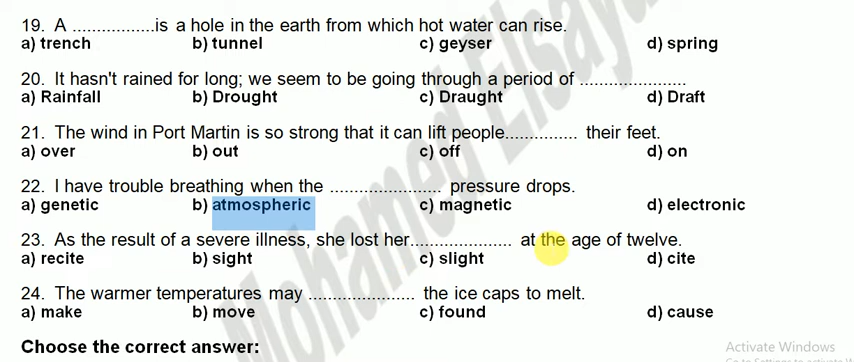 19. A .................is a hole in the earth from which hot water can rise.
a) trench b) tunnel c) geyser d) spring
20. It hasn't rained for long; we seem to be going through a period of ......................
a) Rainfall b) Drought c) Draught d) Draft
21. The wind in Port Martin is so strong that it can lift people............... their feet.
a) over b) out c) off d) on
22. I have trouble breathing when the ....................... pressure drops.
a) genetic b) atmospheric c) magnetic d) electronic
23. As the result of a severe illness, she lost her..................... at the age of twelve.
a) recite b) sight c) slight d) cite
24. The warmer temperatures may ...................... the ice caps to melt.
a) make b) move c) found d) cause
Choose the correct answer:
Mohamed Elsaya
Activate Windows